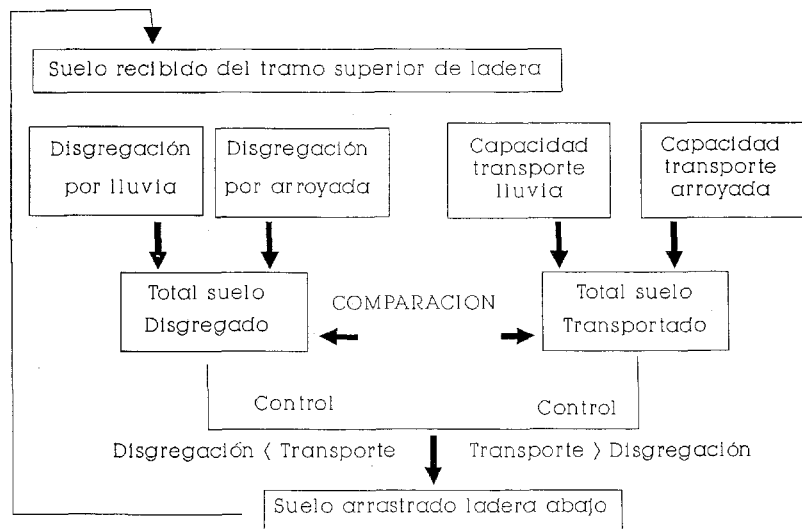 Suelo recibido del tramo superior de ladera
Disgregación
por lluvia
Disgregación
por arroyada
Capacidad
transporte
lluvia
Capacidad
transporte
arroyada
Total suelo
Disgregado
COMPARACION
Total suelo
Transportado
Control
Control
Disgregación < Transporte
Transporte > Disgregación
Suelo arrastrado ladera abajo